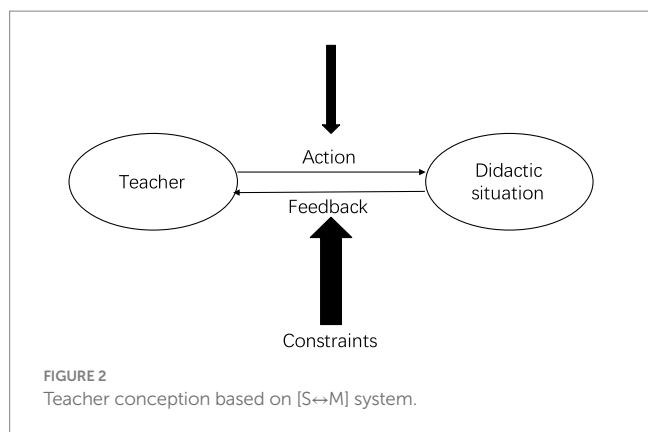 Action
Teacher
Didactic
situation
Feedback
Constraints
FIGURE 2
Teacher conception based on [S↔M] system.